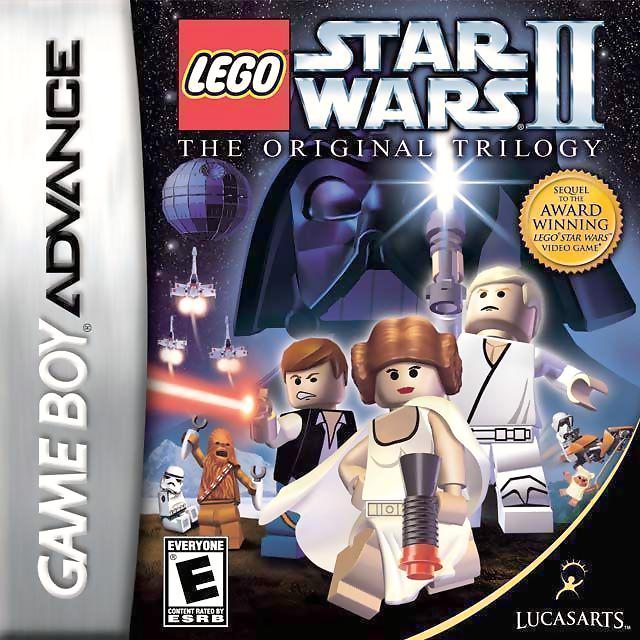 GAME BOY ADVANCE
®
LEGO
®
STAR
WARS II
®
THE ORIGINAL TRILOGY
SEQUEL
TO THE
AWARD
WINNING
LEGO STAR WARS
VIDEO GAME
EVERYONE
E
®
CONTENT RATED BY
ESRB
LUCASARTS™